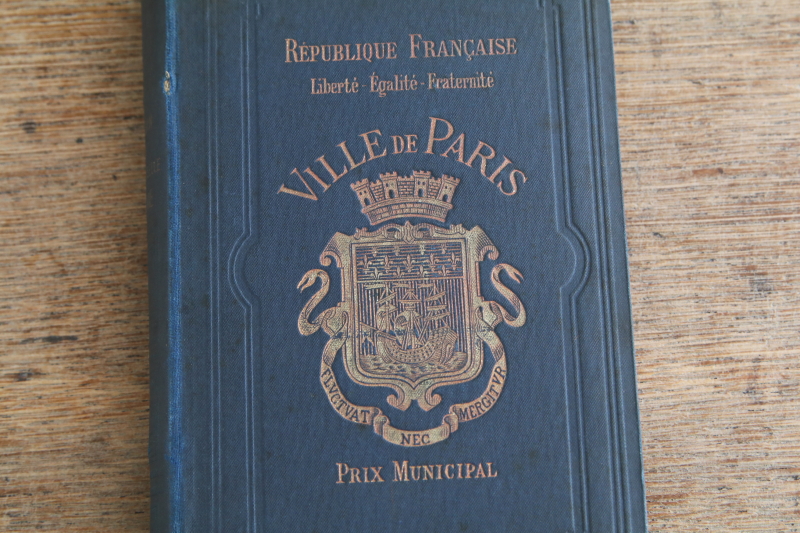 RÉPUBLIQUE FRANÇAISE
Liberté - Égalité - Fraternité
VILLE DE PARIS
FLVCTVAT NEC MERGITVR
PRIX MUNICIPAL